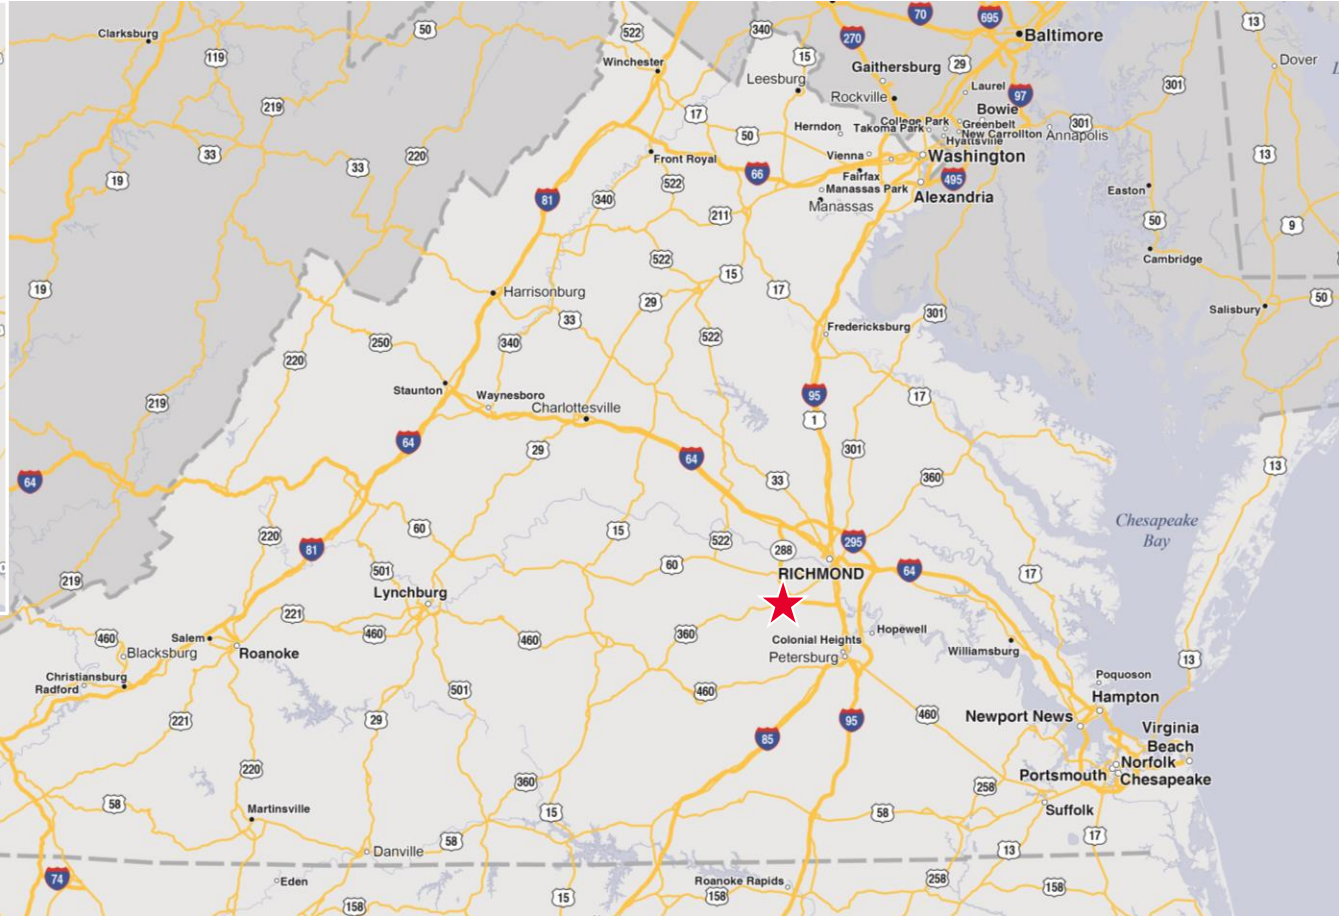 70
695
13
Clarksburg
50
522
340
270
Baltimore
119
Winchester
15
Gaithersburg
29
Dover
Leesburg
Laurel
301
219
Rockville
97
17
Bowie
College Park
Greenbelt
301
Herndon
Takoma Park
New Carrollton
Annapolis
50
Hyattsville
33
220
Front Royal
Vienna
Washington
13
33
66
Fairfax
495
19
522
Manassas Park
Easton
81
340
Manassas
Alexandria
211
50
9
522
Cambridge
15
19
Harrisonburg
29
17
50
33
301
Salisbury
250
340
522
Fredericksburg
220
Staunton
Waynesboro
95
17
219
Charlottesville
1
64
29
64
301
13
64
33
360
220
60
15
522
Chesapeake
Bay
81
288
295
501
60
RICHMOND
64
17
219
Lynchburg
221
460
Salem
460
460
360
Colonial Heights
Hopewell
Blacksburg
Roanoke
Petersburg
Williamsburg
13
Christiansburg
Radford
501
460
Poquoson
Hampton
221
29
95
460
Newport News
Virginia
Beach
85
220
Norfolk
Portsmouth
Chesapeake
360
258
58
Martinsville
15
58
Suffolk
58
17
Danville
13
74
Eden
Roanoke Rapids
258
158
158
15
158